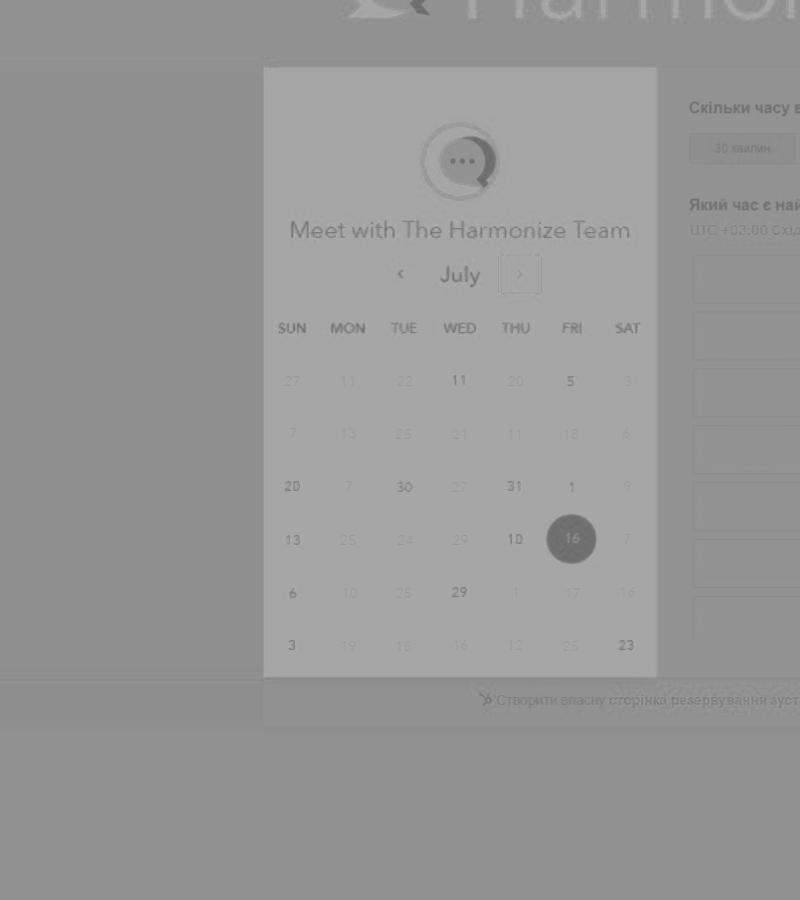 Harmoni
Meet with The Harmonize Team
July
SUN MON TUE WED THU FRI SAT
27 11 22 11 20 5 3
7 13 25 21 11 18 6
20 7 30 27 31 1 9
13 25 24 29 10 16 7
6 10 25 29 1 17 16
3 19 18 16 12 25 23
Скільки часу в
30 хвилин
Який час є най
UTC +03:00 Схід
Створити власну сторінка резервування зуст